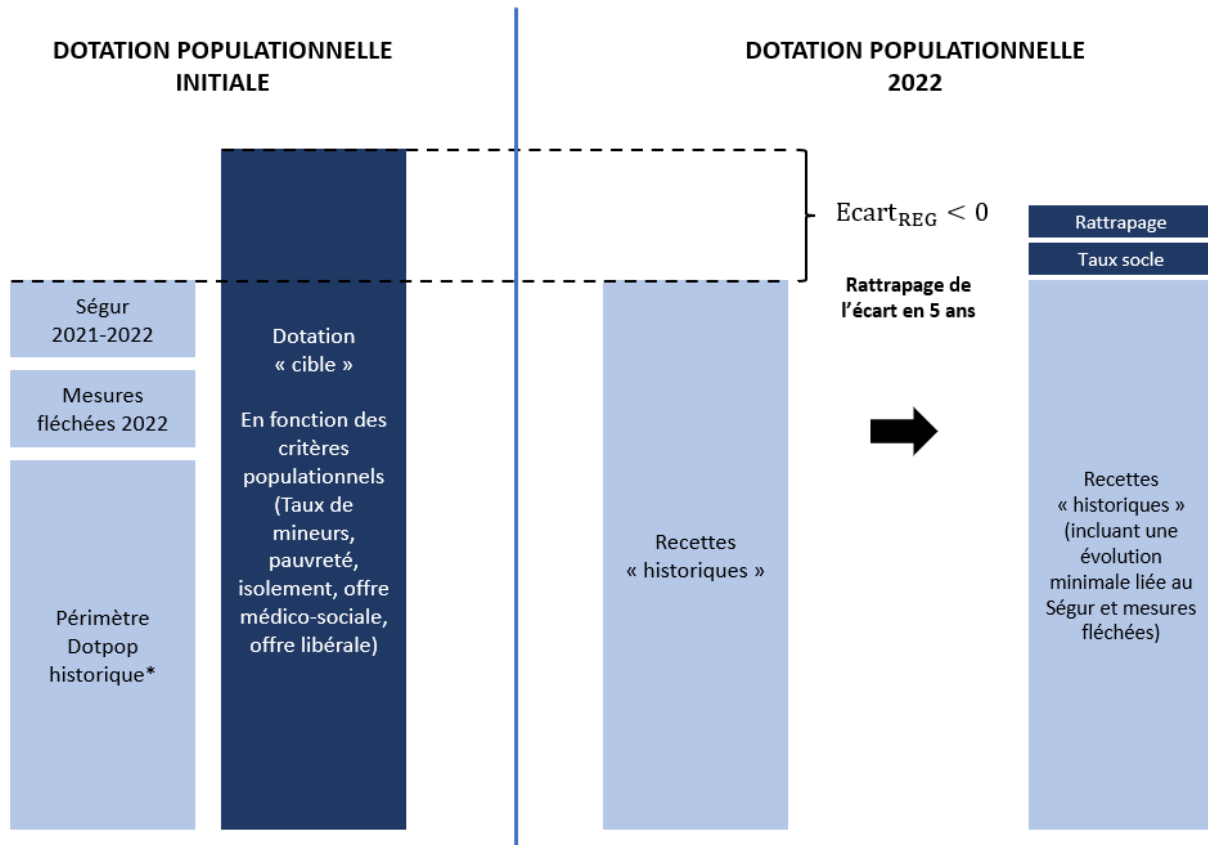 DOTATION POPULATIONNELLE
INITIALE
Ségur
2021-2022
Mesures
fléchées 2022
Périmètre
Dotpop
historique*
Dotation
« cible »
En fonction des
critères
populationnels
(Taux de
mineurs,
pauvreté,
isolement, offre
médico-sociale,
offre libérale)
DOTATION POPULATIONNELLE
2022
Recettes
« historiques »
Ecart_REG < 0
Rattrapage de
l'écart en 5 ans
Rattrapage
Taux socle
Recettes
« historiques »
(incluant une
évolution
minimale liée au
Ségur et mesures
fléchées)